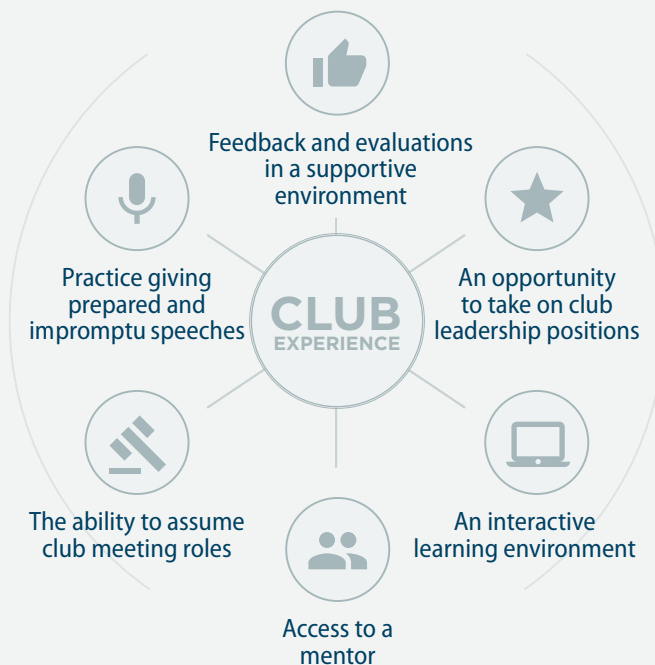 Feedback and evaluations
in a supportive
environment
Practice giving
prepared and
impromptu speeches
An opportunity
to take on club
leadership positions
CLUB
EXPERIENCE
The ability to assume
club meeting roles
An interactive
learning environment
Access to a
mentor